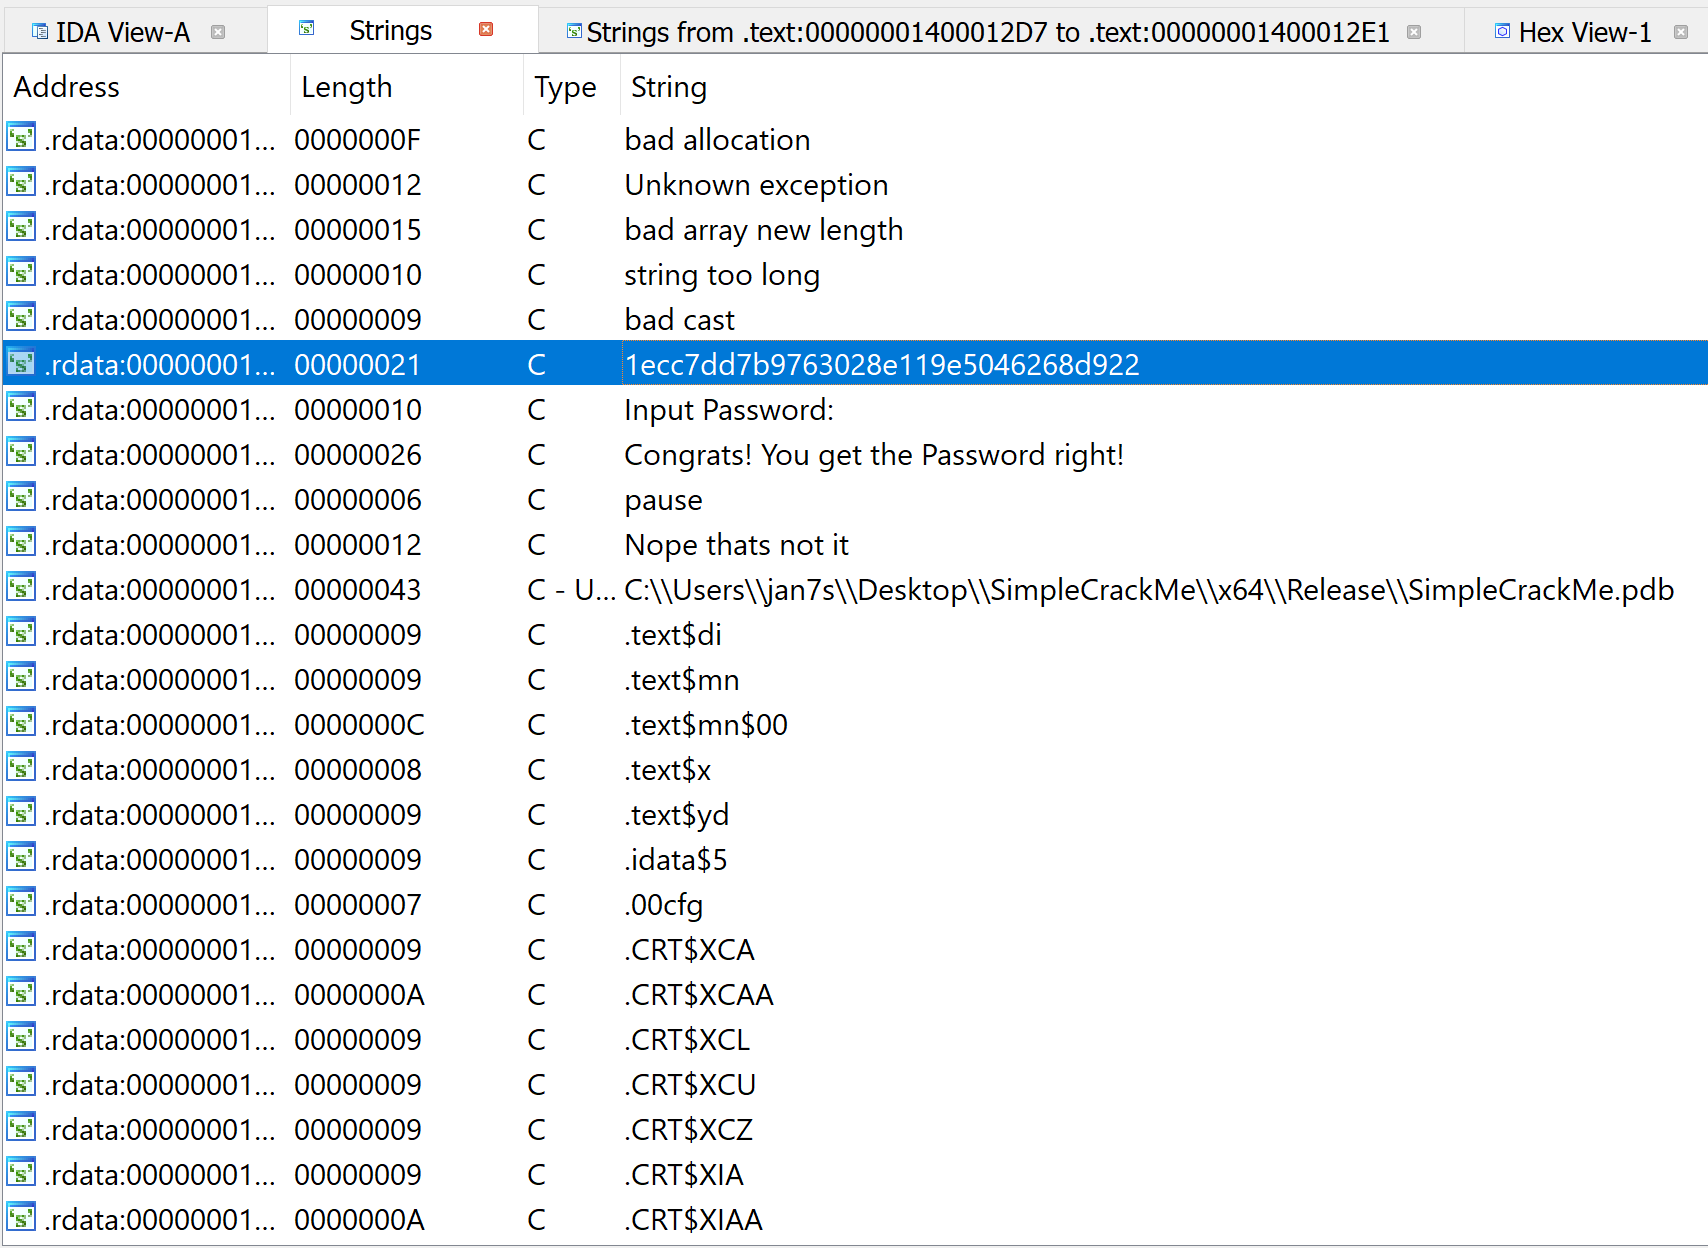 IDA View-A Strings Strings from .text:00000001400012D7 to .text:00000001400012E1 Hex View-1
Address Length Type String
.rdata:00000001... 0000000F C bad allocation
.rdata:00000001... 00000012 C Unknown exception
.rdata:00000001... 00000015 C bad array new length
.rdata:00000001... 00000010 C string too long
.rdata:00000001... 00000009 C bad cast
.rdata:00000001... 00000021 C 1ecc7dd7b9763028e119e5046268d922
.rdata:00000001... 00000010 C Input Password:
.rdata:00000001... 00000026 C Congrats! You get the Password right!
.rdata:00000001... 00000006 C pause
.rdata:00000001... 00000012 C Nope thats not it
.rdata:00000001... 00000043 C - U... C:\\Users\\jan7s\\Desktop\\SimpleCrackMe\\x64\\Release\\SimpleCrackMe.pdb
.rdata:00000001... 00000009 C .text$di
.rdata:00000001... 00000009 C .text$mn
.rdata:00000001... 0000000C C .text$mn$00
.rdata:00000001... 00000008 C .text$x
.rdata:00000001... 00000009 C .text$yd
.rdata:00000001... 00000009 C .idata$5
.rdata:00000001... 00000007 C .00cfg
.rdata:00000001... 00000009 C .CRT$XCA
.rdata:00000001... 0000000A C .CRT$XCAA
.rdata:00000001... 00000009 C .CRT$XCL
.rdata:00000001... 00000009 C .CRT$XCU
.rdata:00000001... 00000009 C .CRT$XCZ
.rdata:00000001... 00000009 C .CRT$XIA
.rdata:00000001... 0000000A C .CRT$XIAA